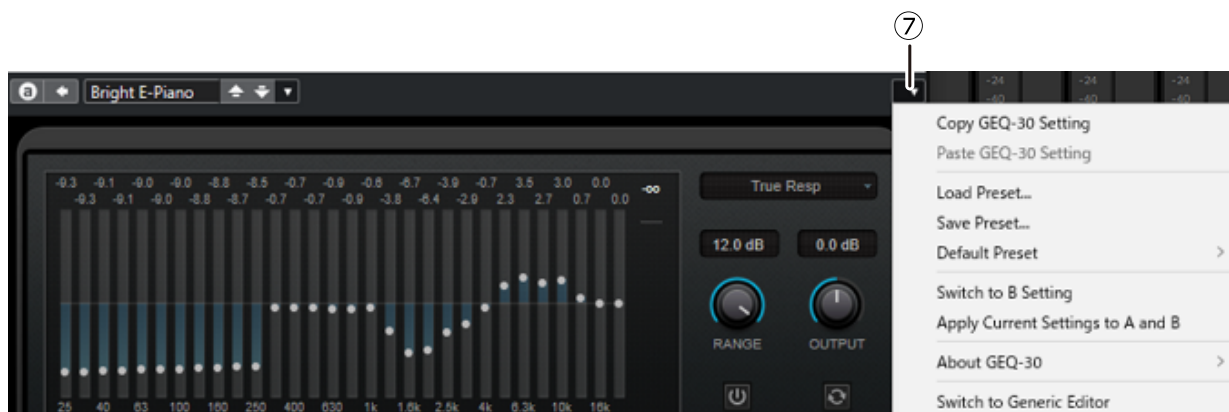 ⑦
a Bright E-Piano
-24 -24 -24
-40 -40 -40
Copy GEQ-30 Setting
Paste GEQ-30 Setting
Load Preset...
Save Preset...
Default Preset
Switch to B Setting
Apply Current Settings to A and B
About GEQ-30
Switch to Generic Editor
-9.3 -9.1 -9.0 -9.0 -8.8 -8.5 -0.7 -0.9 -0.8 -6.7 -3.9 -0.7 3.5 3.0 0.0
-9.3 -9.1 -9.0 -8.8 -8.7 -0.7 -0.7 -0.9 -3.8 -6.4 -2.9 2.3 2.7 0.7 0.0
-∞
True Resp
12.0 dB 0.0 dB
RANGE OUTPUT
25 40 63 100 160 250 400 630 1k 1.6k 2.5k 4k 6.3k 10k 16k